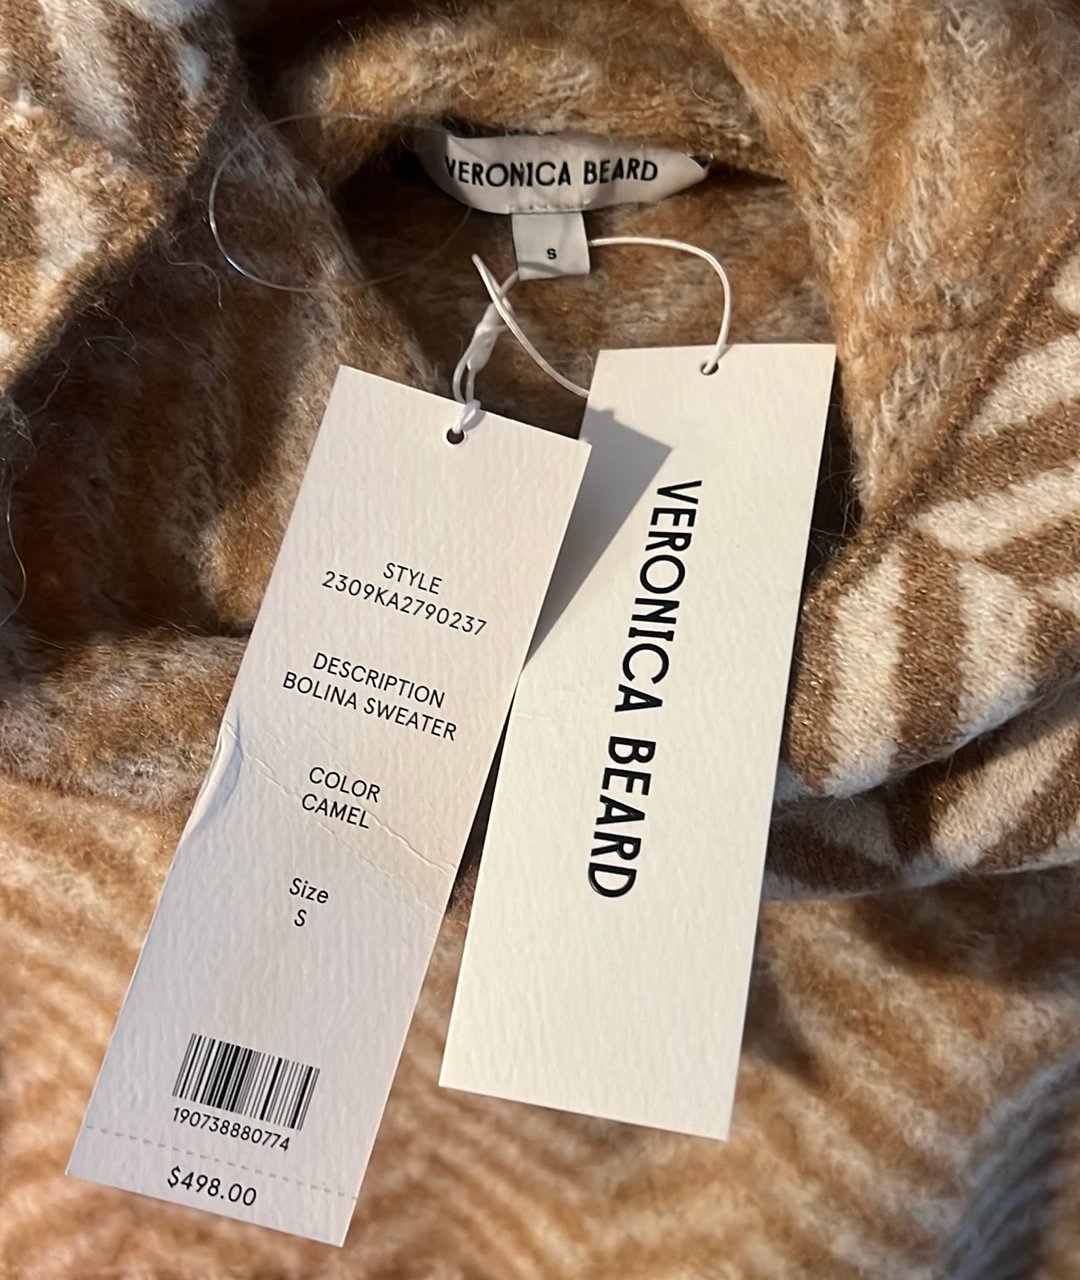 VERONICA BEARD
S
STYLE
2309KA2790237
DESCRIPTION
BOLINA SWEATER
COLOR
CAMEL
Size
S
190738880774
$498.00
VERONICA BEARD